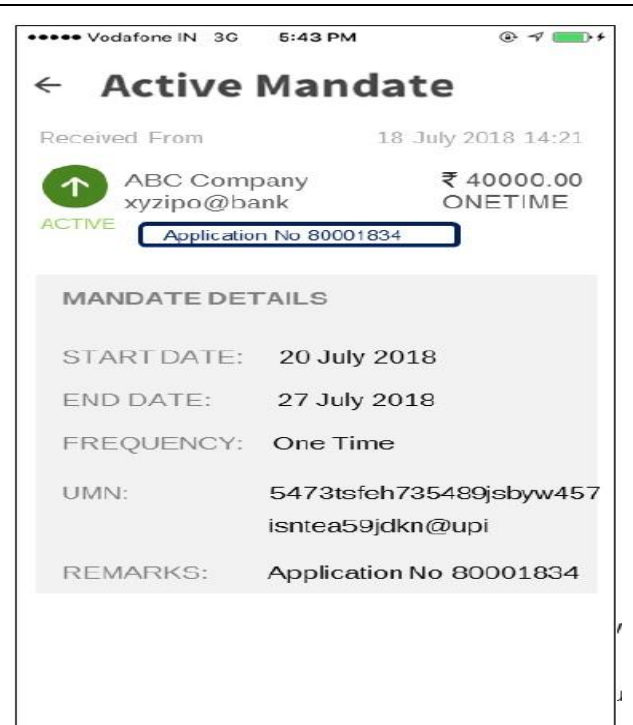 Vodafone IN 3G 5:43 PM
← Active Mandate
Received From 18 July 2018 14:21
ABC Company ₹ 40000.00
xyzipo@bank ONETIME
ACTIVE
Application No 80001834
MANDATE DETAILS
START DATE: 20 July 2018
END DATE: 27 July 2018
FREQUENCY: One Time
UMN: 5473tsfeh735489jsbyw457
isntea59jdkn@upi
REMARKS: Application No 80001834